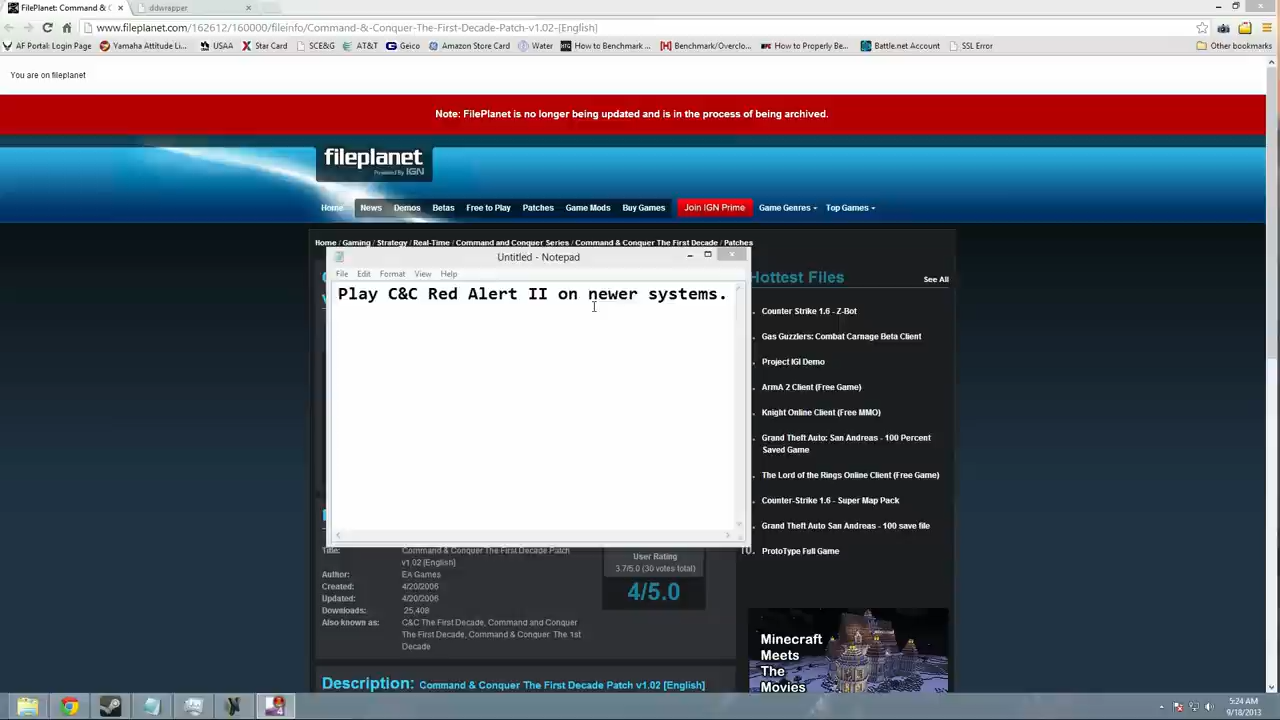 FilePlanet: Command & C
ddwrapper
www.fileplanet.com/162612/160000/fileinfo/Command-&-Conquer-The-First-Decade-Patch-v1.02-[English]
AF Portal: Login Page
Yamaha Attitude Li...
USAA
Star Card
SCE&G
AT&T
Geico
Amazon Store Card
Water
How to Benchmark ...
Benchmark/Overclo...
How to Properly Be...
Battle.net Account
SSL Error
Other bookmarks
You are on fileplanet
Note: FilePlanet is no longer being updated and is in the process of being archived.
fileplanet
Powered By IGN
Home News Demos Betas Free to Play Patches Game Mods Buy Games Join IGN Prime Game Genres Top Games
Home / Gaming / Strategy / Real-Time / Command and Conquer Series / Command & Conquer The First Decade / Patches
Untitled - Notepad
File Edit Format View Help
Play C&C Red Alert II on newer systems.
Hottest Files
See All
Counter Strike 1.6 - Z-Bot
Gas Guzzlers: Combat Carnage Beta Client
Project IGI Demo
ArmA 2 Client (Free Game)
Knight Online Client (Free MMO)
Grand Theft Auto: San Andreas - 100 Percent
Saved Game
The Lord of the Rings Online Client (Free Game)
Counter-Strike 1.6 - Super Map Pack
Grand Theft Auto San Andreas - 100 save file
10. ProtoType Full Game
Title: Command & Conquer The First Decade Patch
v1.02 [English]
Author: EA Games
Created: 4/20/2006
Updated: 4/20/2006
Downloads: 25,409
Also known as: C&C The First Decade, Command and Conquer
The First Decade, Command & Conquer The 1st
Decade
User Rating
3.7/5.0 (30 votes total)
4/5.0
Minecraft
Meets
The
Movies
Description: Command & Conquer The First Decade Patch v1.02 [English]
5:24 AM
9/18/2013